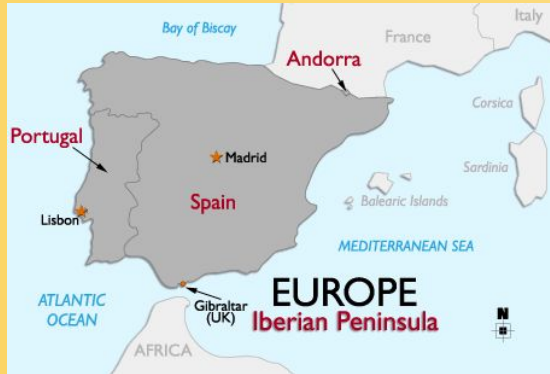 Bay of Biscay
Italy
France
Andorra
Corsica
Portugal
Madrid
Sardinia
Spain
Balearic Islands
Lisbon
MEDITERRANEAN SEA
ATLANTIC
OCEAN
Gibraltar
(UK)
EUROPE
Iberian Peninsula
N
AFRICA